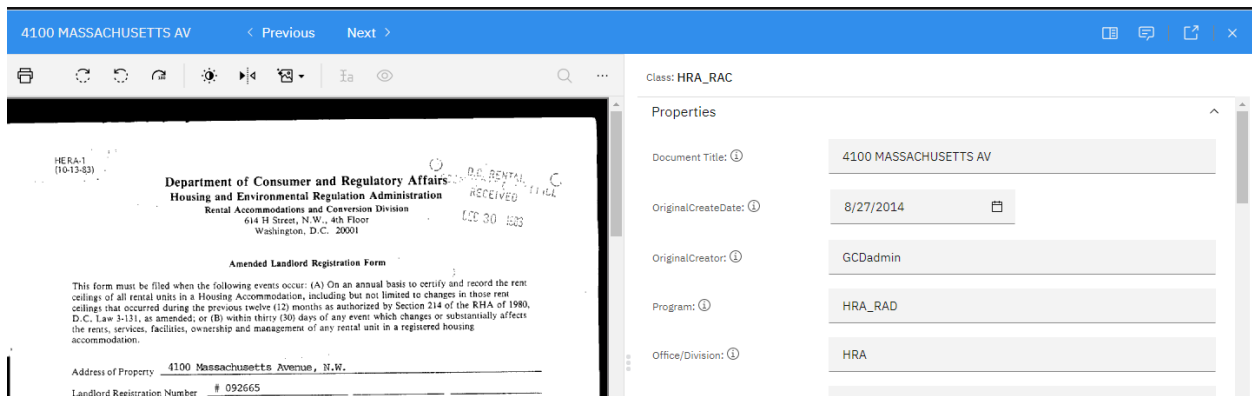 4100 MASSACHUSETTS AV
Previous
Next
Class: HRA_RAC
Properties
Document Title:
4100 MASSACHUSETTS AV
OriginalCreateDate:
8/27/2014
OriginalCreator:
GCDadmin
Program:
HRA_RAD
Office/Division:
HRA
HERA-1
(10-13-83)
D.C. RENTAL
RECEIVED
Department of Consumer and Regulatory Affairs
Housing and Environmental Regulation Administration
Rental Accommodations and Conversion Division
614 H Street, N.W., 4th Floor
Washington, D.C. 20001
Amended Landlord Registration Form
This form must be filed when the following events occur: (A) On an annual basis to certify and record the rent
ceilings of all rental units in a Housing Accommodation, including but not limited to changes in those rent
ceilings that occurred during the previous twelve (12) months as authorized by Section 214 of the RHA of 1980,
D.C. Law 3-131, as amended; or (B) within thirty (30) days of any event which changes or substantially affects
the rents, services, facilities, ownership and management of any rental unit in a registered housing
accommodation.
Address of Property 4100 Massachusetts Avenue, N.W.
Landlord Registration Number # 092665